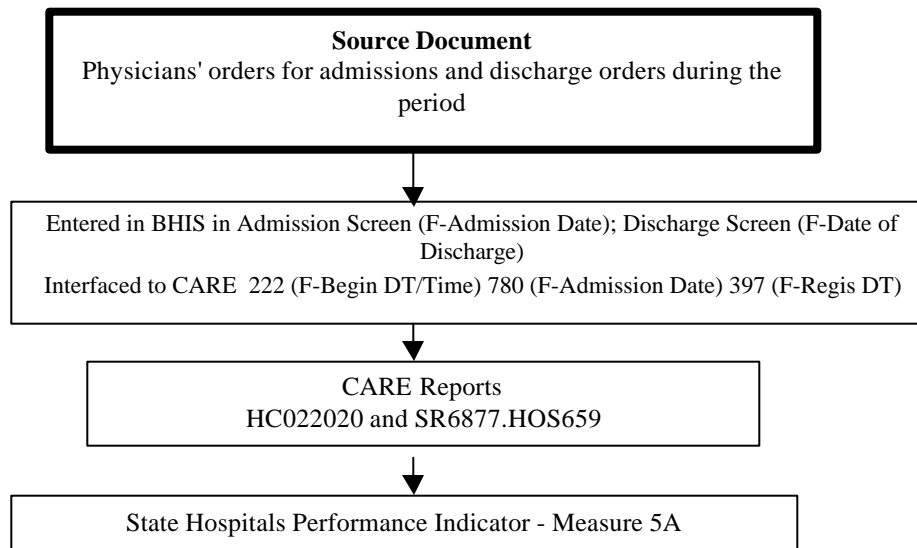 Source Document
Physicians' orders for admissions and discharge orders during the
period
Entered in BHIS in Admission Screen (F-Admission Date); Discharge Screen (F-Date of
Discharge)
Interfaced to CARE 222 (F-Begin DT/Time) 780 (F-Admission Date) 397 (F-Regis DT)
CARE Reports
HC022020 and SR6877.HOS659
State Hospitals Performance Indicator - Measure 5A